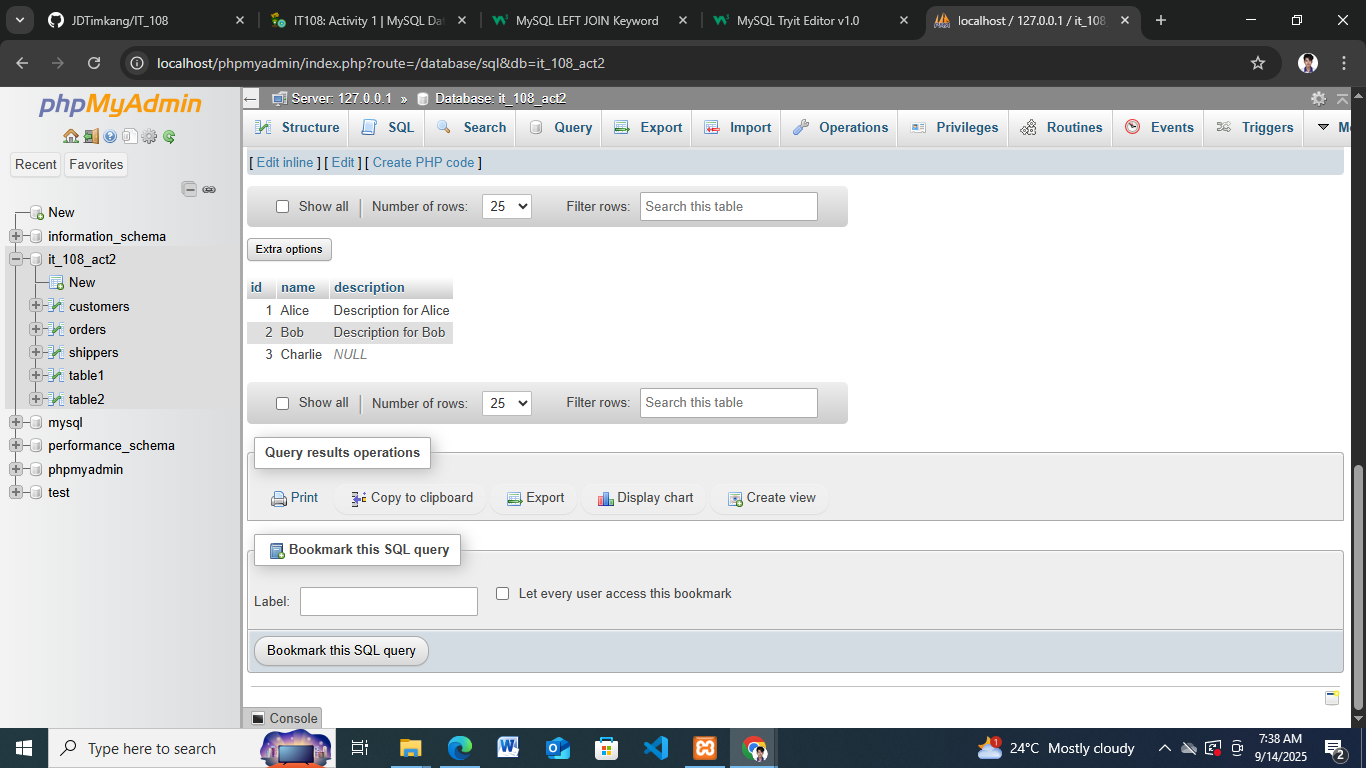 JDTimkang/IT_108
IT108: Activity 1 | MySQL Dat
MySQL LEFT JOIN Keyword
MySQL Tryit Editor v1.0
localhost / 127.0.0.1 / it_108
localhost/phpmyadmin/index.php?route=/database/sql&db=it_108_act2
phpMyAdmin
Recent
Favorites
New
information_schema
it_108_act2
New
customers
orders
shippers
table1
table2
mysql
performance_schema
phpmyadmin
test
Server: 127.0.0.1 » Database: it_108_act2
Structure
SQL
Search
Query
Export
Import
Operations
Privileges
Routines
Events
Triggers
[ Edit inline ] [ Edit ] [ Create PHP code ]
Show all | Number of rows: 25 Filter rows: Search this table
Extra options
id name description
1 Alice Description for Alice
2 Bob Description for Bob
3 Charlie NULL
Show all | Number of rows: 25 Filter rows: Search this table
Query results operations
Print
Copy to clipboard
Export
Display chart
Create view
Bookmark this SQL query
Label:
Let every user access this bookmark
Bookmark this SQL query
Console
Type here to search
24°C Mostly cloudy
7:38 AM
9/14/2025
2